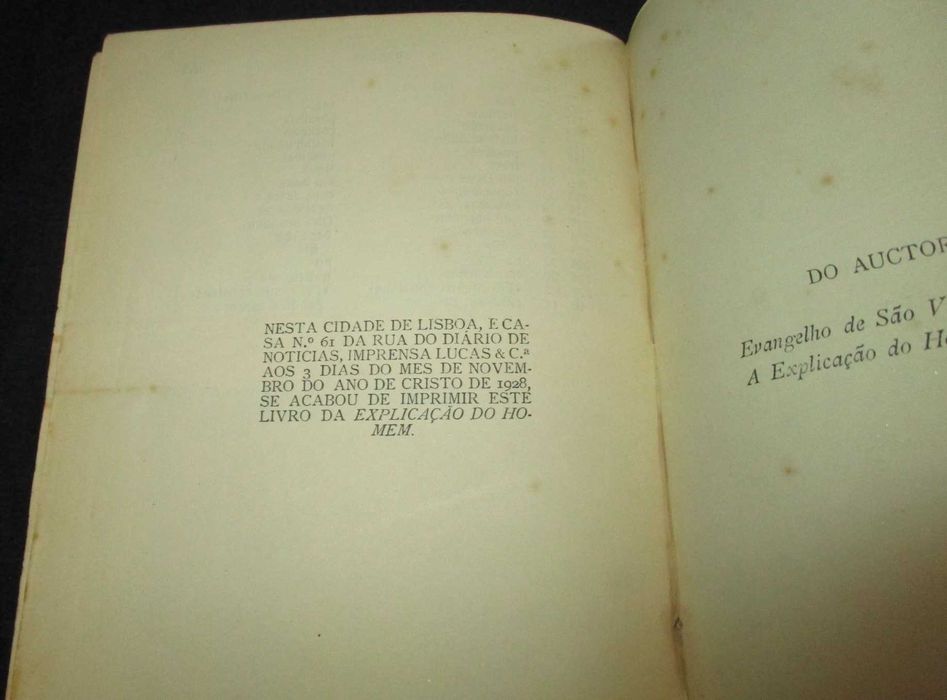 NESTA CIDADE DE LISBOA, E CA-
SA N.º 61 DA RUA DO DIÁRIO DE
NOTICIAS, IMPRENSA LUCAS & C.ª
AOS 3 DIAS DO MES DE NOVEM-
BRO DO ANO DE CRISTO DE 1928,
SE ACABOU DE IMPRIMIR ESTE
LIVRO DA EXPLICAÇÃO DO HO-
MEM.
DO AUCTOR
Evangelho de São V
A Explicação do